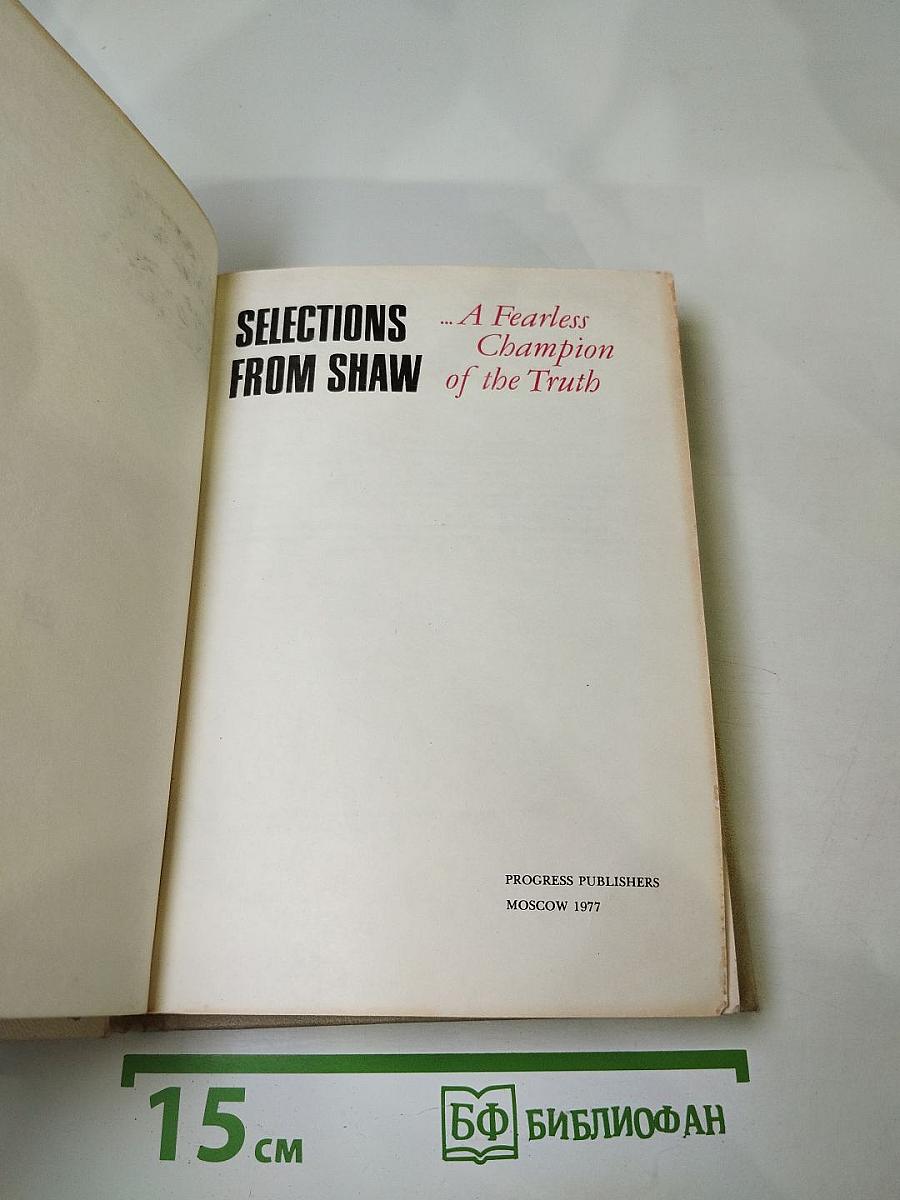 SELECTIONS
FROM SHAW
... A Fearless
Champion
of the Truth
PROGRESS PUBLISHERS
MOSCOW 1977
15 см
БФ БИБЛИОФАН